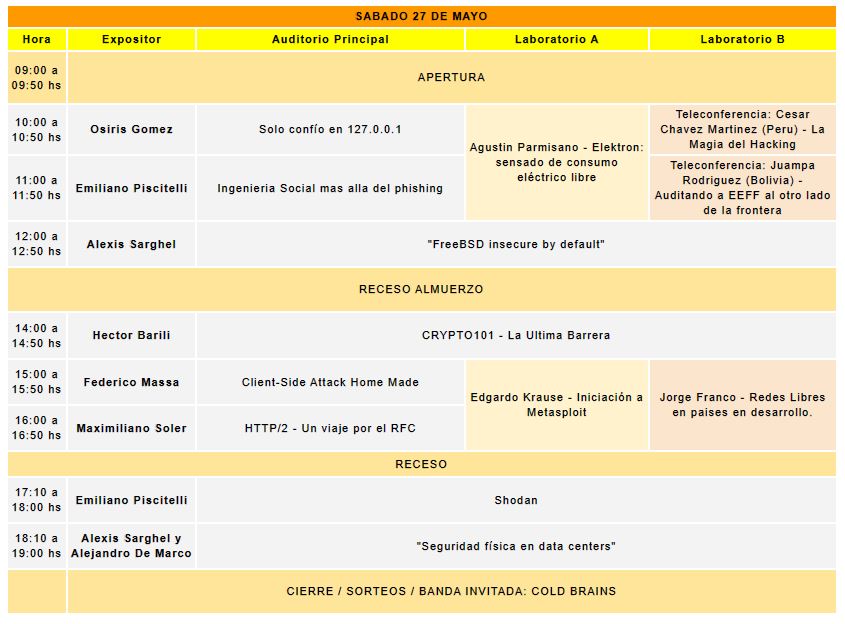 SABADO 27 DE MAYO
Hora
Expositor
Auditorio Principal
Laboratorio A
Laboratorio B
09:00 a
09:50 hs
APERTURA
10:00 a
10:50 hs
Osiris Gomez
Solo confío en 127.0.0.1
Agustin Parmisano - Elektron:
sensado de consumo
eléctrico libre
Teleconferencia: Cesar
Chavez Martinez (Peru) - La
Magia del Hacking
11:00 a
11:50 hs
Emiliano Piscitelli
Ingenieria Social mas alla del phishing
Teleconferencia: Juampa
Rodriguez (Bolivia) -
Auditando a EEFF al otro lado
de la frontera
12:00 a
12:50 hs
Alexis Sarghel
"FreeBSD insecure by default"
RECESO ALMUERZO
14:00 a
14:50 hs
Hector Barili
CRYPTO101 - La Ultima Barrera
15:00 a
15:50 hs
Federico Massa
Client-Side Attack Home Made
Edgardo Krause - Iniciación a
Metasploit
Jorge Franco - Redes Libres
en paises en desarrollo.
16:00 a
16:50 hs
Maximiliano Soler
HTTP/2 - Un viaje por el RFC
RECESO
17:10 a
18:00 hs
Emiliano Piscitelli
Shodan
18:10 a
19:00 hs
Alexis Sarghel y
Alejandro De Marco
"Seguridad física en data centers"
CIERRE / SORTEOS / BANDA INVITADA: COLD BRAINS